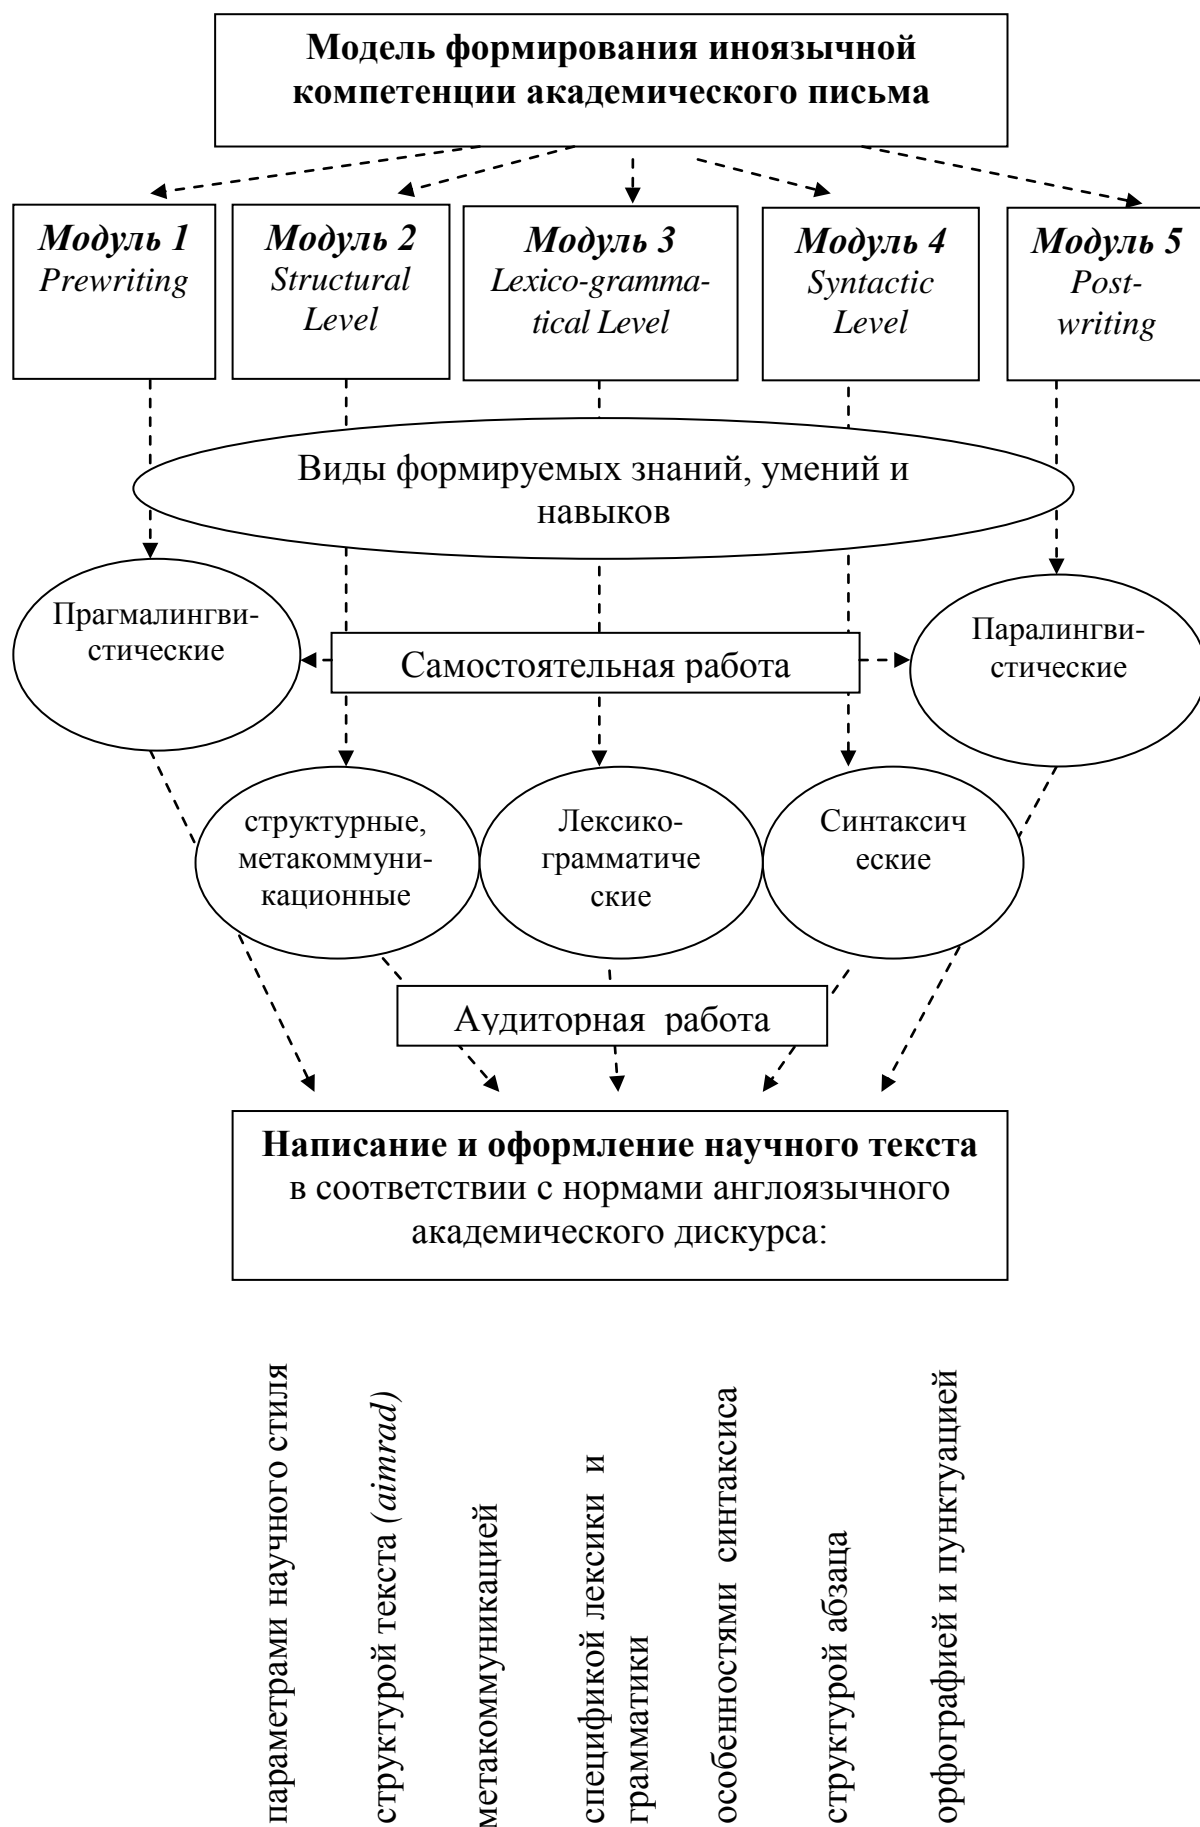 Модель формирования иноязычной
компетенции академического письма
Модуль 1
Prewriting
Модуль 2
Structural
Level
Модуль 3
Lexico-gramma-
tical Level
Модуль 4
Syntactic
Level
Модуль 5
Post-
writing
Виды формируемых знаний, умений и
навыков
Прагмалингви-
стические
Самостоятельная работа
Паралингви-
стические
структурные,
метакоммуни-
кационные
Лексико-
грамматиче
ские
Синтаксич
еские
Аудиторная работа
Написание и оформление научного текста
в соответствии с нормами англоязычного
академического дискурса:
параметрами научного стиля
структурой текста (aimrad)
метакоммуникацией
спецификой лексики и
грамматики
особенностями синтаксиса
структурой абзаца
орфографией и пунктуацией